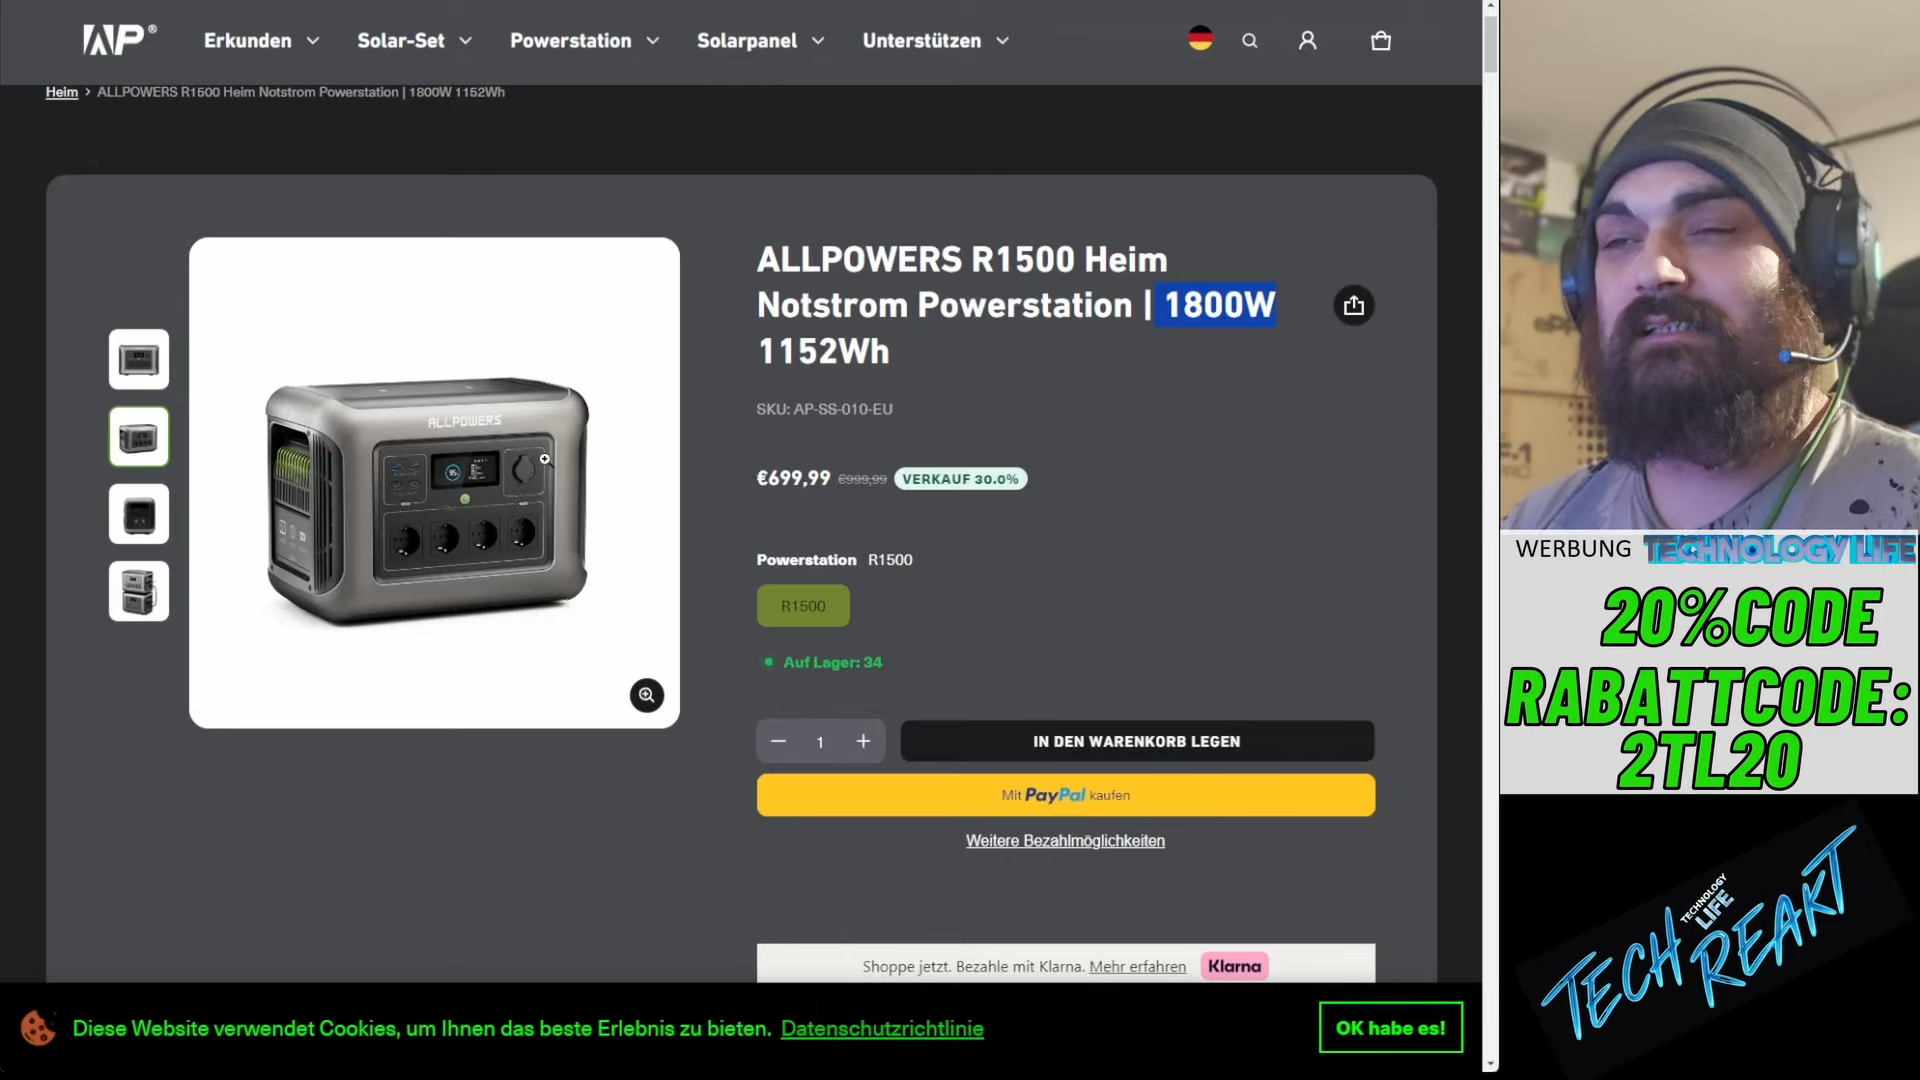 AP®
Erkunden
Solar-Set
Powerstation
Solarpanel
Unterstützen
Heim › ALLPOWERS R1500 Heim Notstrom Powerstation | 1800W 1152Wh
ALLPOWERS
ALLPOWERS R1500 Heim
Notstrom Powerstation | 1800W
1152Wh
SKU: AP-SS-010-EU
€699,99 €999,99 VERKAUF 30.0%
Powerstation R1500
R1500
Auf Lager: 34
1
IN DEN WARENKORB LEGEN
Mit PayPal kaufen
Weitere Bezahlmöglichkeiten
Shoppe jetzt. Bezahle mit Klarna. Mehr erfahren Klarna
Diese Website verwendet Cookies, um Ihnen das beste Erlebnis zu bieten. Datenschutzrichtlinie
OK habe es!
WERBUNG TECHNOLOGY LIFE
20%CODE
RABATTCODE:
2TL20
TECHNOLOGY
LIFE
TECH
REAKT